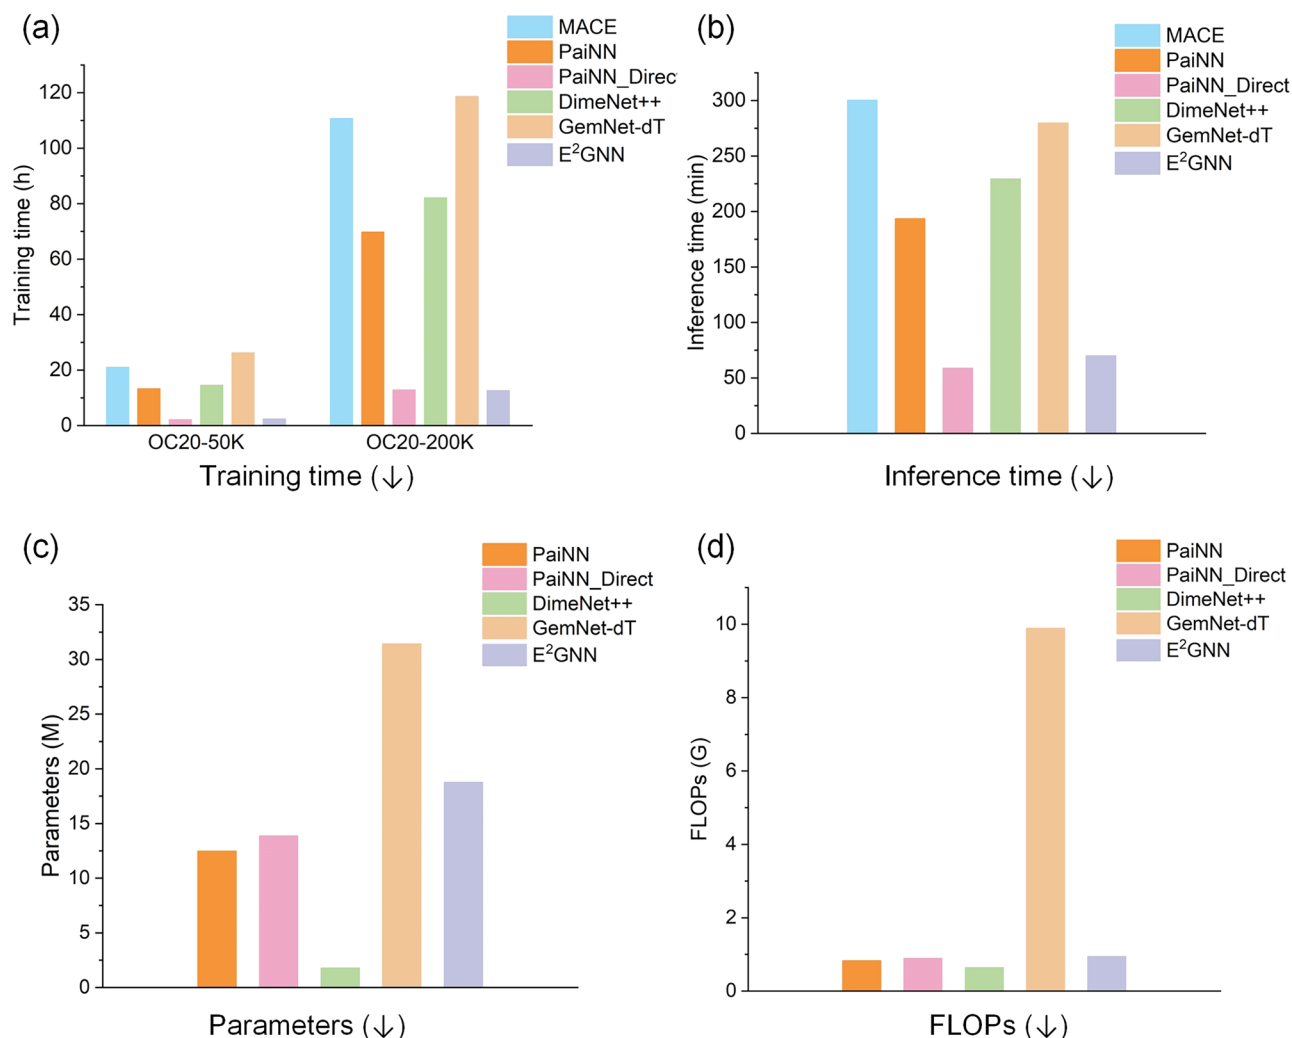 (a)
MACE
PaiNN
PaiNN_Direc
DimeNet++
GemNet-dT
E²GNN
Training time (h)
120
100
80
60
40
20
0
OC20-50K OC20-200K
Training time (↓)
(b)
MACE
PaiNN
PaiNN_Direct
DimeNet++
GemNet-dT
E²GNN
Inference time (min)
300
250
200
150
100
50
0
Inference time (↓)
(c)
PaiNN
PaiNN_Direct
DimeNet++
GemNet-dT
E²GNN
Parameters (M)
35
30
25
20
15
10
5
0
Parameters (↓)
(d)
PaiNN
PaiNN_Direct
DimeNet++
GemNet-dT
E²GNN
FLOPs (G)
10
8
6
4
2
0
FLOPs (↓)